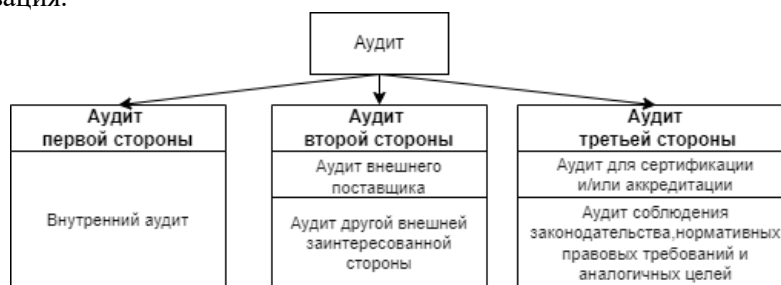 Аудит
Аудит
первой стороны
Внутренний аудит
Аудит
второй стороны
Аудит внешнего
поставщика
Аудит другой внешней
заинтересованной
стороны
Аудит
третьей стороны
Аудит для сертификации
и/или аккредитации
Аудит соблюдения
законодательства,нормативных
правовых требований и
аналогичных целей